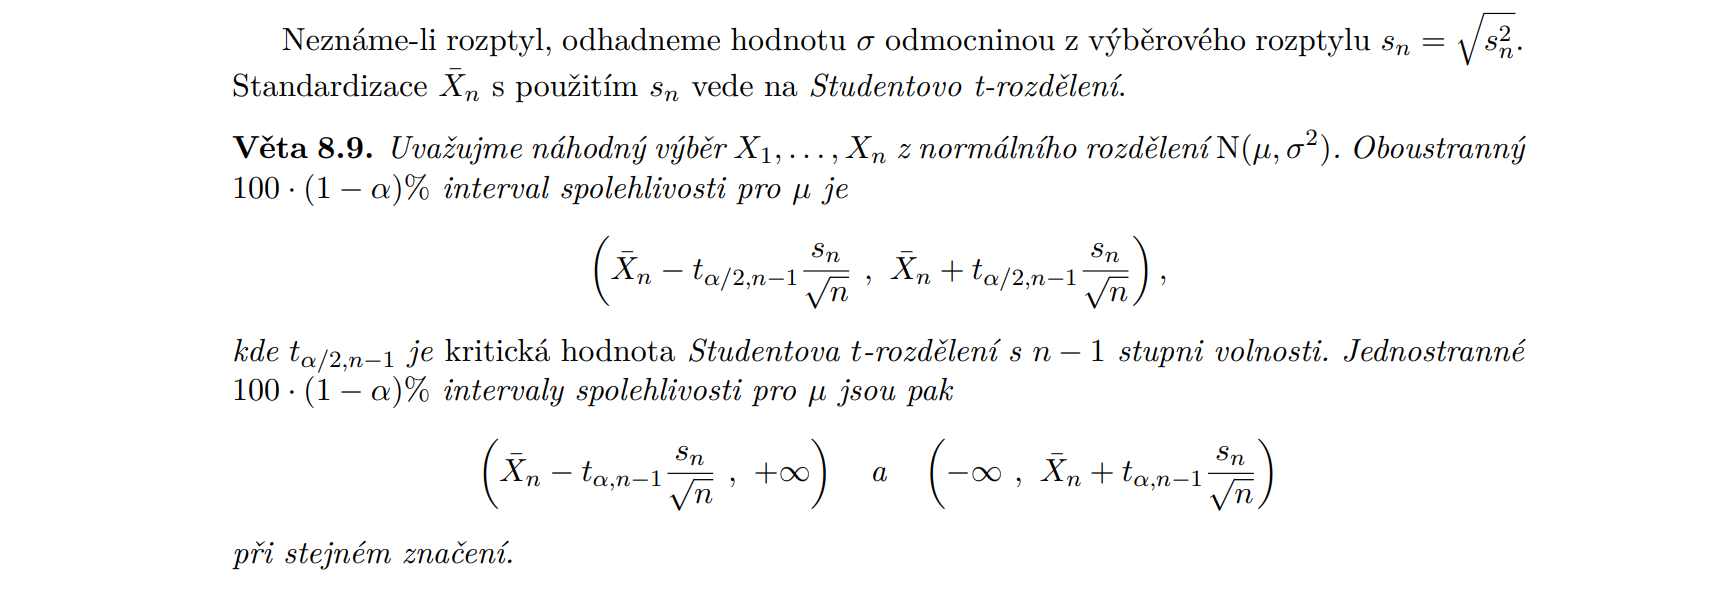 Neznáme-li rozptyl, odhadneme hodnotu σ odmocninou z výběrového rozptylu $s_n = \sqrt{s_n^2}$.
Standardizace $\bar{X}_n$ s použitím $s_n$ vede na Studentovo t-rozdělení.
Věta 8.9. Uvažujme náhodný výběr $X_1, \ldots, X_n$ z normálního rozdělení $\mathrm{N}(\mu, \sigma^2)$. Oboustranný
$100 \cdot (1 - \alpha)\%$ interval spolehlivosti pro $\mu$ je
$\left( \bar{X}_n - t_{\alpha/2,n-1} \frac{s_n}{\sqrt{n}} \ , \ \bar{X}_n + t_{\alpha/2,n-1} \frac{s_n}{\sqrt{n}} \right),$
kde $t_{\alpha/2,n-1}$ je kritická hodnota Studentova t-rozdělení s $n - 1$ stupni volnosti. Jednostranné
$100 \cdot (1 - \alpha)\%$ intervaly spolehlivosti pro $\mu$ jsou pak
$\left( \bar{X}_n - t_{\alpha,n-1} \frac{s_n}{\sqrt{n}} \ , \ +\infty \right) \quad a \quad \left( -\infty \ , \ \bar{X}_n + t_{\alpha,n-1} \frac{s_n}{\sqrt{n}} \right)$
při stejném značení.